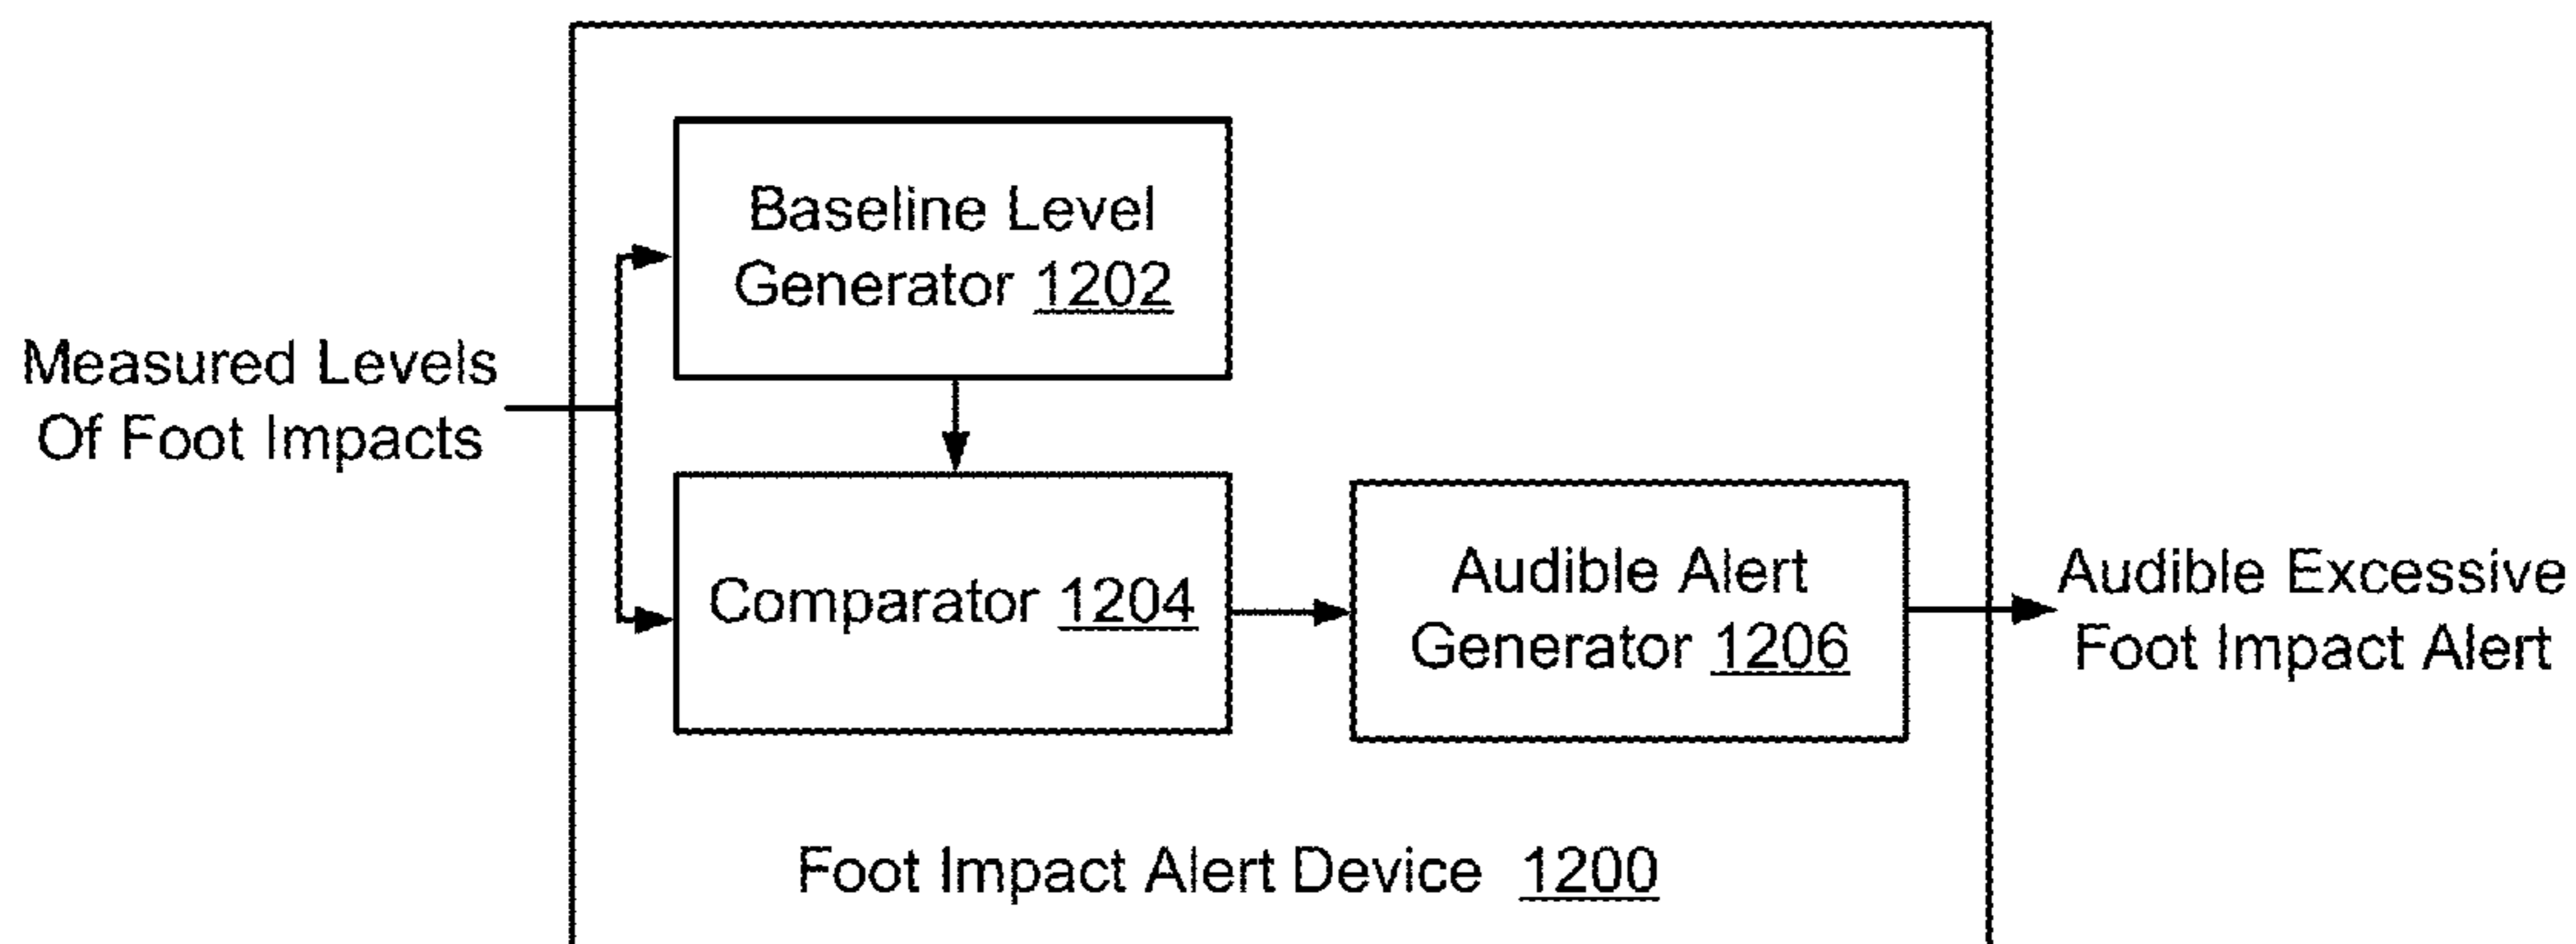 Baseline Level
Generator 1202
Measured Levels
Of Foot Impacts
Comparator 1204
Audible Alert
Generator 1206
Audible Excessive
Foot Impact Alert
Foot Impact Alert Device 1200